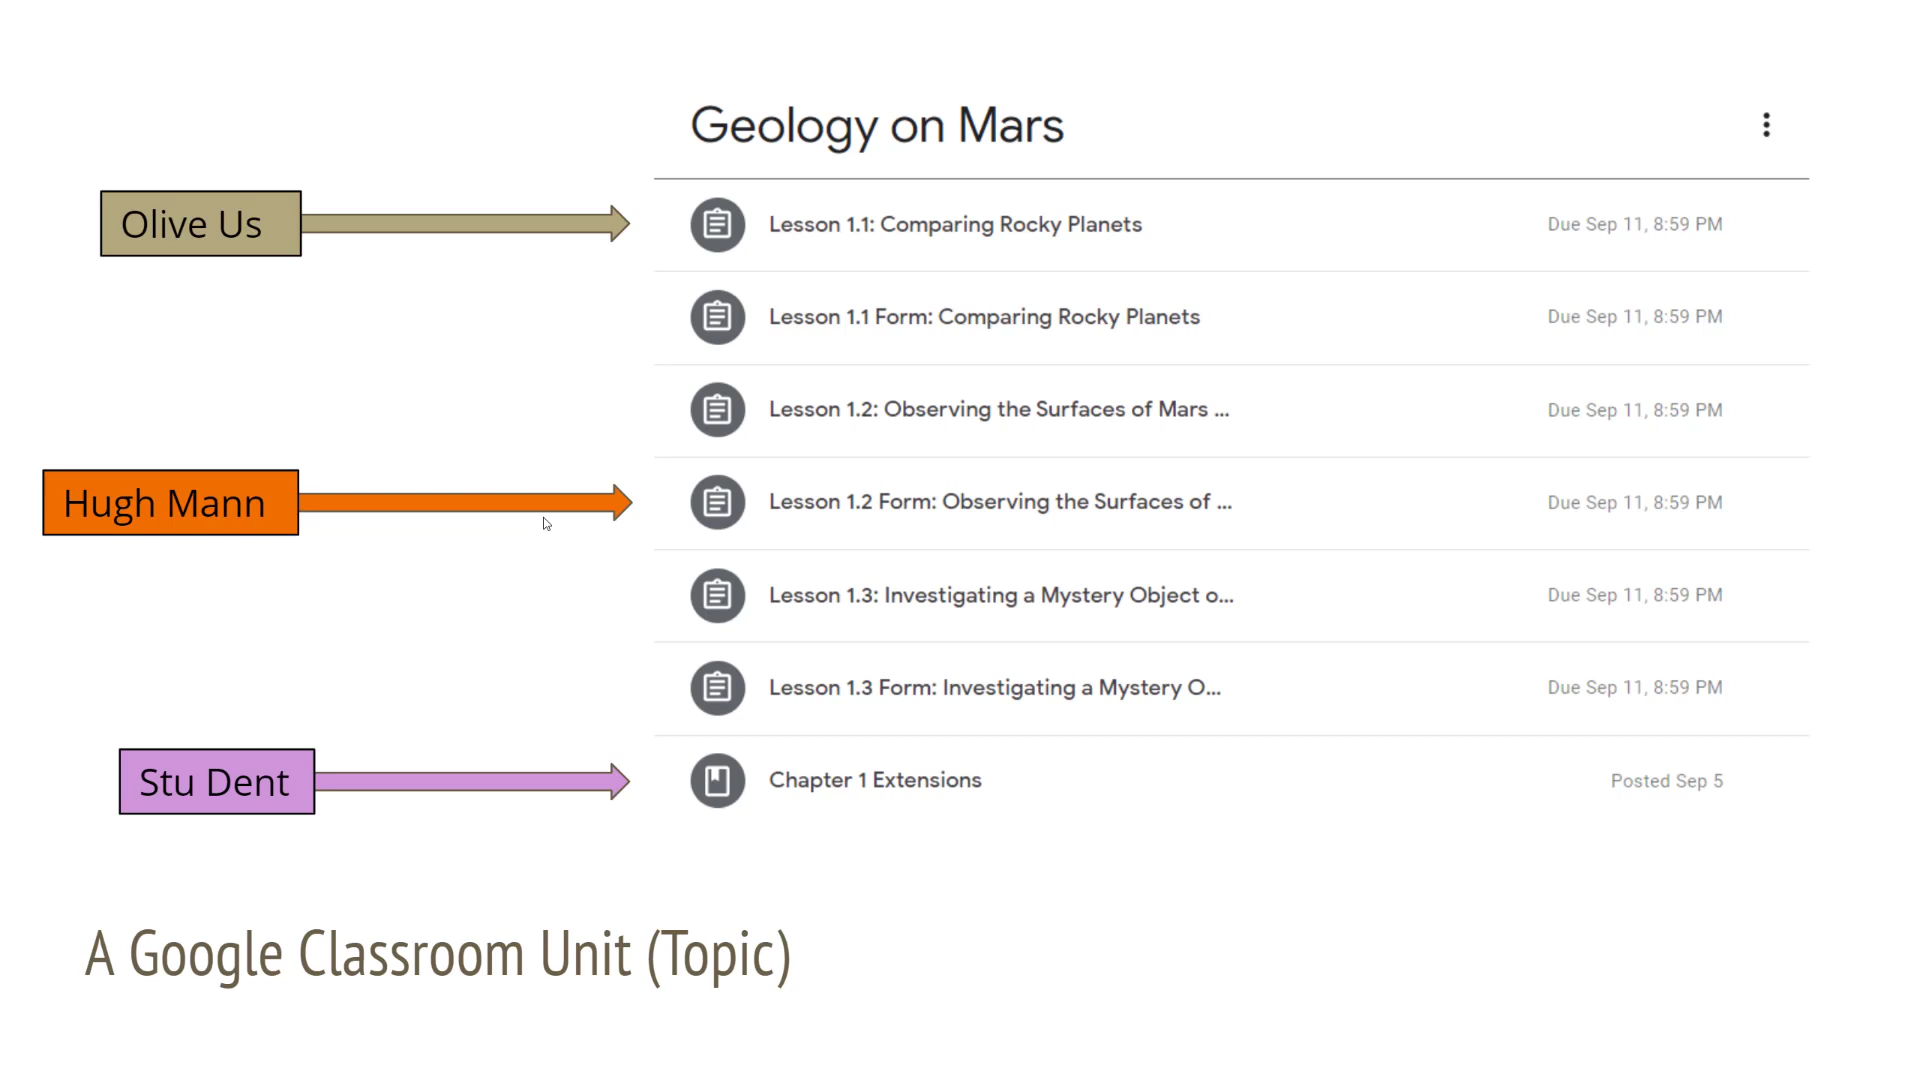 Geology on Mars
Olive Us
Lesson 1.1: Comparing Rocky Planets
Due Sep 11, 8:59 PM
Lesson 1.1 Form: Comparing Rocky Planets
Due Sep 11, 8:59 PM
Lesson 1.2: Observing the Surfaces of Mars ...
Due Sep 11, 8:59 PM
Hugh Mann
Lesson 1.2 Form: Observing the Surfaces of ...
Due Sep 11, 8:59 PM
Lesson 1.3: Investigating a Mystery Object o...
Due Sep 11, 8:59 PM
Lesson 1.3 Form: Investigating a Mystery O...
Due Sep 11, 8:59 PM
Stu Dent
Chapter 1 Extensions
Posted Sep 5
A Google Classroom Unit (Topic)